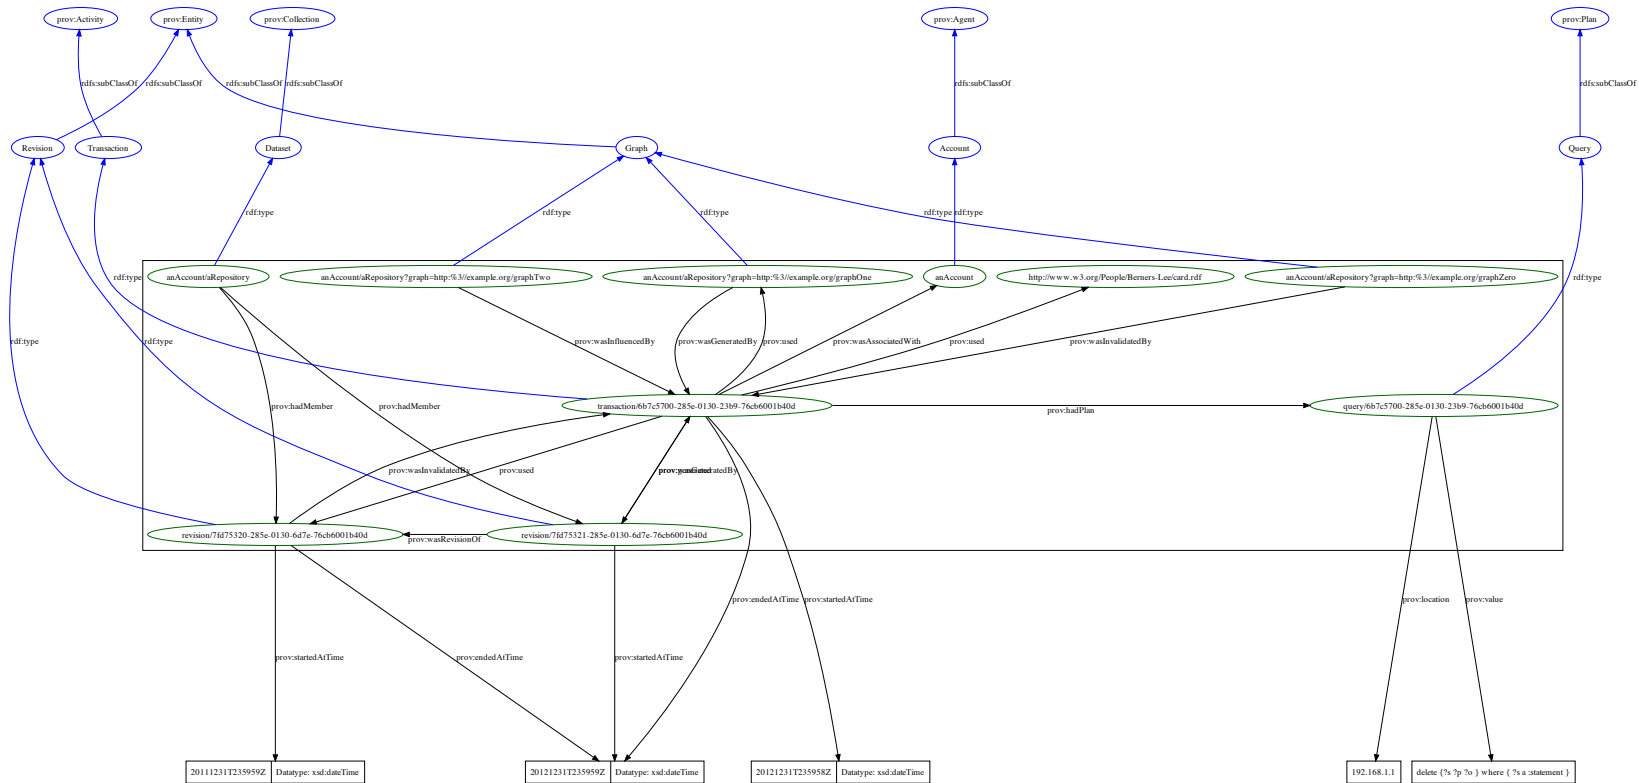 prov:Activity
prov:Entity
prov:Collection
prov:Agent
prov:Plan
rdfs:subClassOf
rdfs:subClassOf
rdfs:subClassOf
rdfs:subClassOf
rdfs:subClassOf
rdfs:subClassOf
Revision
Transaction
Dataset
Graph
Account
Query
rdf:type
rdf:type
rdf:type
rdf:type
rdf:type
rdf:type
rdf:type
anAccount/aRepository
anAccount/aRepository?graph=http:%3//example.org/graphTwo
anAccount/aRepository?graph=http:%3//example.org/graphOne
anAccount
http://www.w3.org/People/Berners-Lee/card.rdf
anAccount/aRepository?graph=http:%3//example.org/graphZero
rdf:type
rdf:type
prov:wasInfluencedBy
prov:wasGeneratedBy
prov:used
prov:wasAssociatedWith
prov:used
prov:wasInvalidatedBy
prov:hadMember
prov:hadMember
transaction/6b7c5700-285e-0130-23b9-76cb6001b40d
prov:hadPlan
query/6b7c5700-285e-0130-23b9-76cb6001b40d
prov:wasInvalidatedBy
prov:used
revision/7fd75320-285e-0130-6d7e-76cb6001b40d
prov:wasRevisionOf
revision/7fd75321-285e-0130-6d7e-76cb6001b40d
prov:endedAtTime
prov:startedAtTime
prov:location
prov:value
prov:startedAtTime
prov:endedAtTime
prov:startedAtTime
20111231T235959Z
Datatype: xsd:dateTime
20121231T235959Z
Datatype: xsd:dateTime
20121231T235958Z
Datatype: xsd:dateTime
192.168.1.1
delete {?s ?p ?o } where { ?s a :statement }